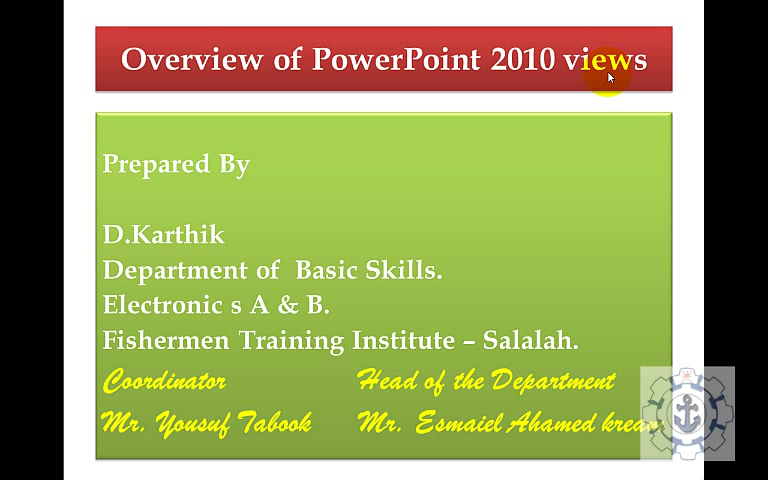 Overview of PowerPoint 2010 views
Prepared By
D.Karthik
Department of  Basic Skills.
Electronic s A & B.
Fishermen Training Institute – Salalah.
Coordinator Head of the Department
Mr. Yousuf Tabook Mr. Esmaiel Ahamed